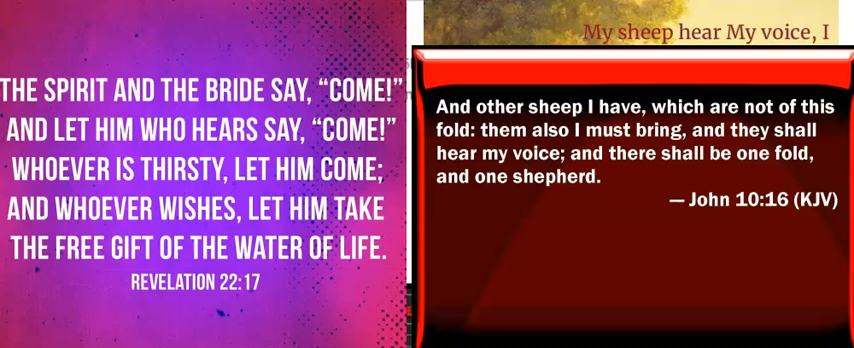 THE SPIRIT AND THE BRIDE SAY, “COME!”
AND LET HIM WHO HEARS SAY, “COME!”
WHOEVER IS THIRSTY, LET HIM COME;
AND WHOEVER WISHES, LET HIM TAKE
THE FREE GIFT OF THE WATER OF LIFE.
REVELATION 22:17
My sheep hear My voice, I
And other sheep I have, which are not of this
fold: them also I must bring, and they shall
hear my voice; and there shall be one fold,
and one shepherd.
— John 10:16 (KJV)